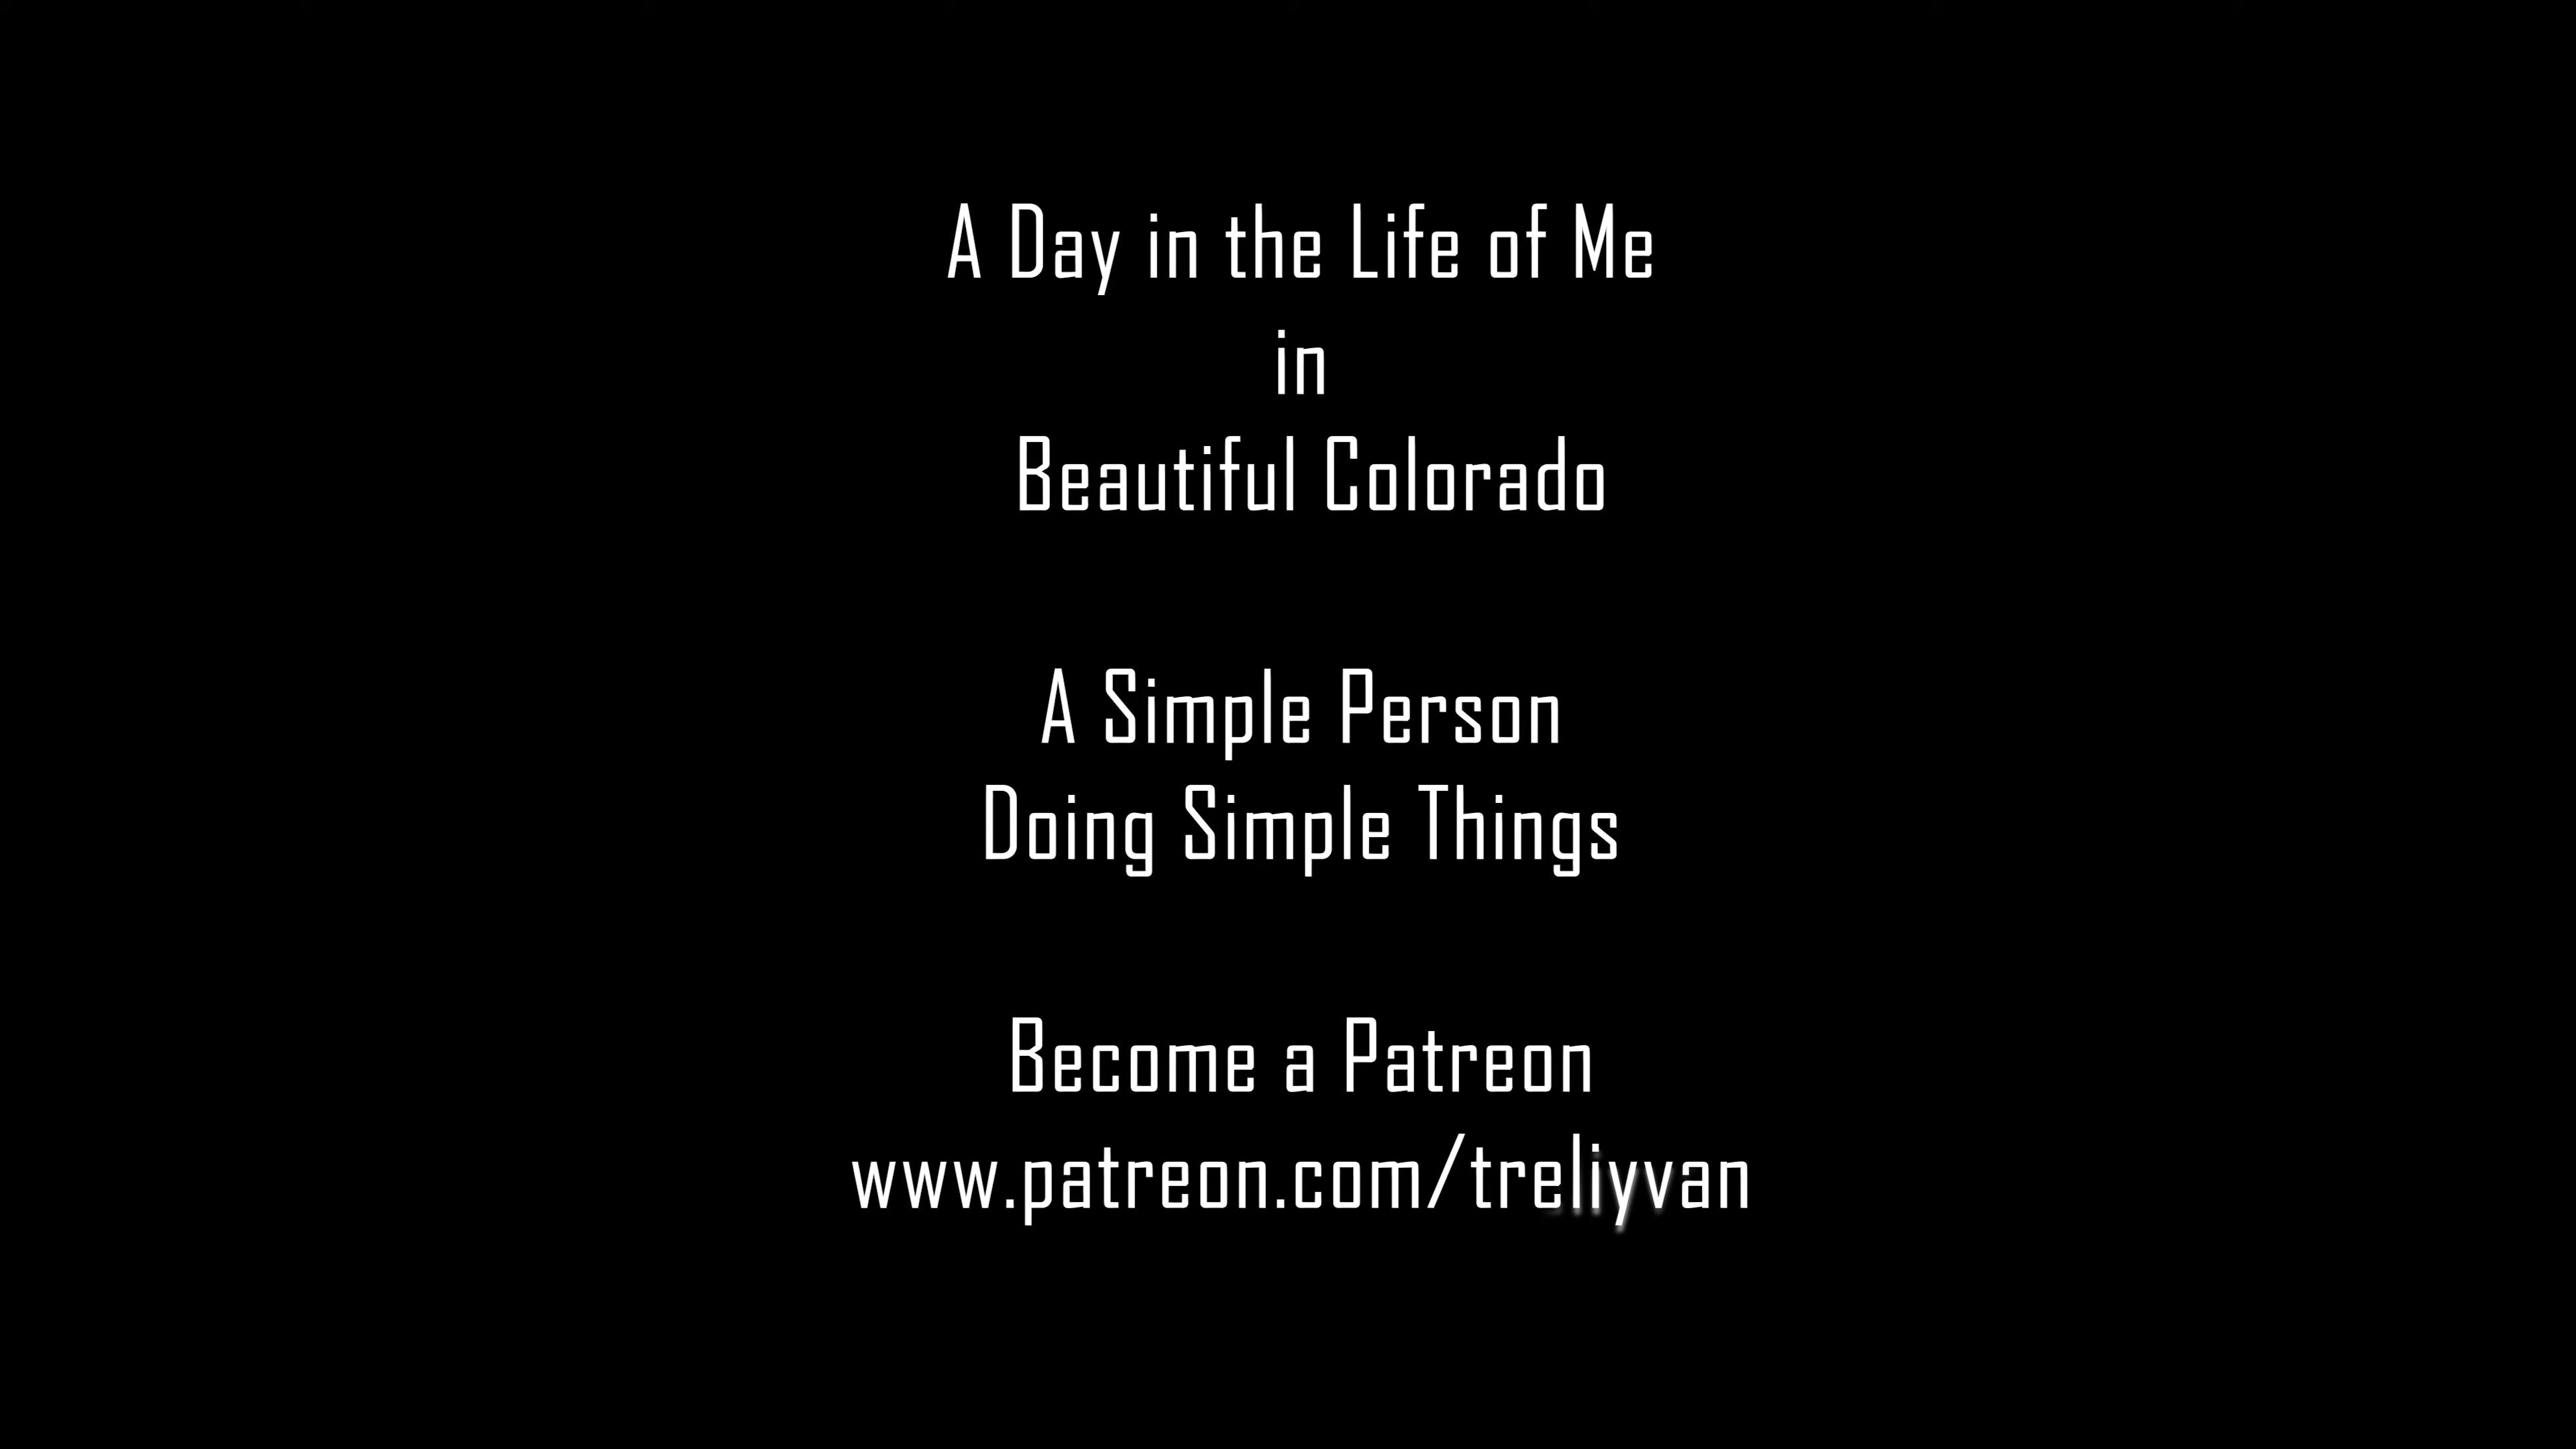 A Day in the Life of Me
in
Beautiful Colorado
A Simple Person
Doing Simple Things
Become a Patreon
www.patreon.com/treliyvan